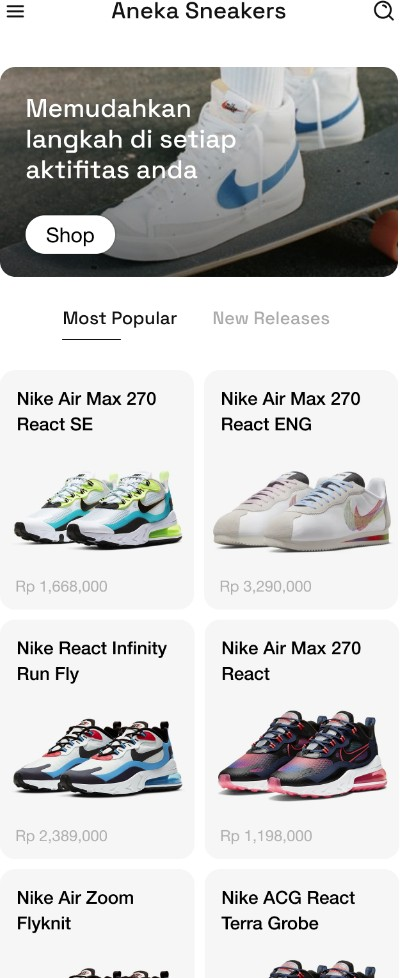 Aneka Sneakers
Memudahkan
langkah di setiap
aktifitas anda
Shop
Most Popular
New Releases
Nike Air Max 270
React SE
Rp 1,668,000
Nike Air Max 270
React ENG
Rp 3,290,000
Nike React Infinity
Run Fly
Rp 2,389,000
Nike Air Max 270
React
Rp 1,198,000
Nike Air Zoom
Flyknit
Nike ACG React
Terra Grobe